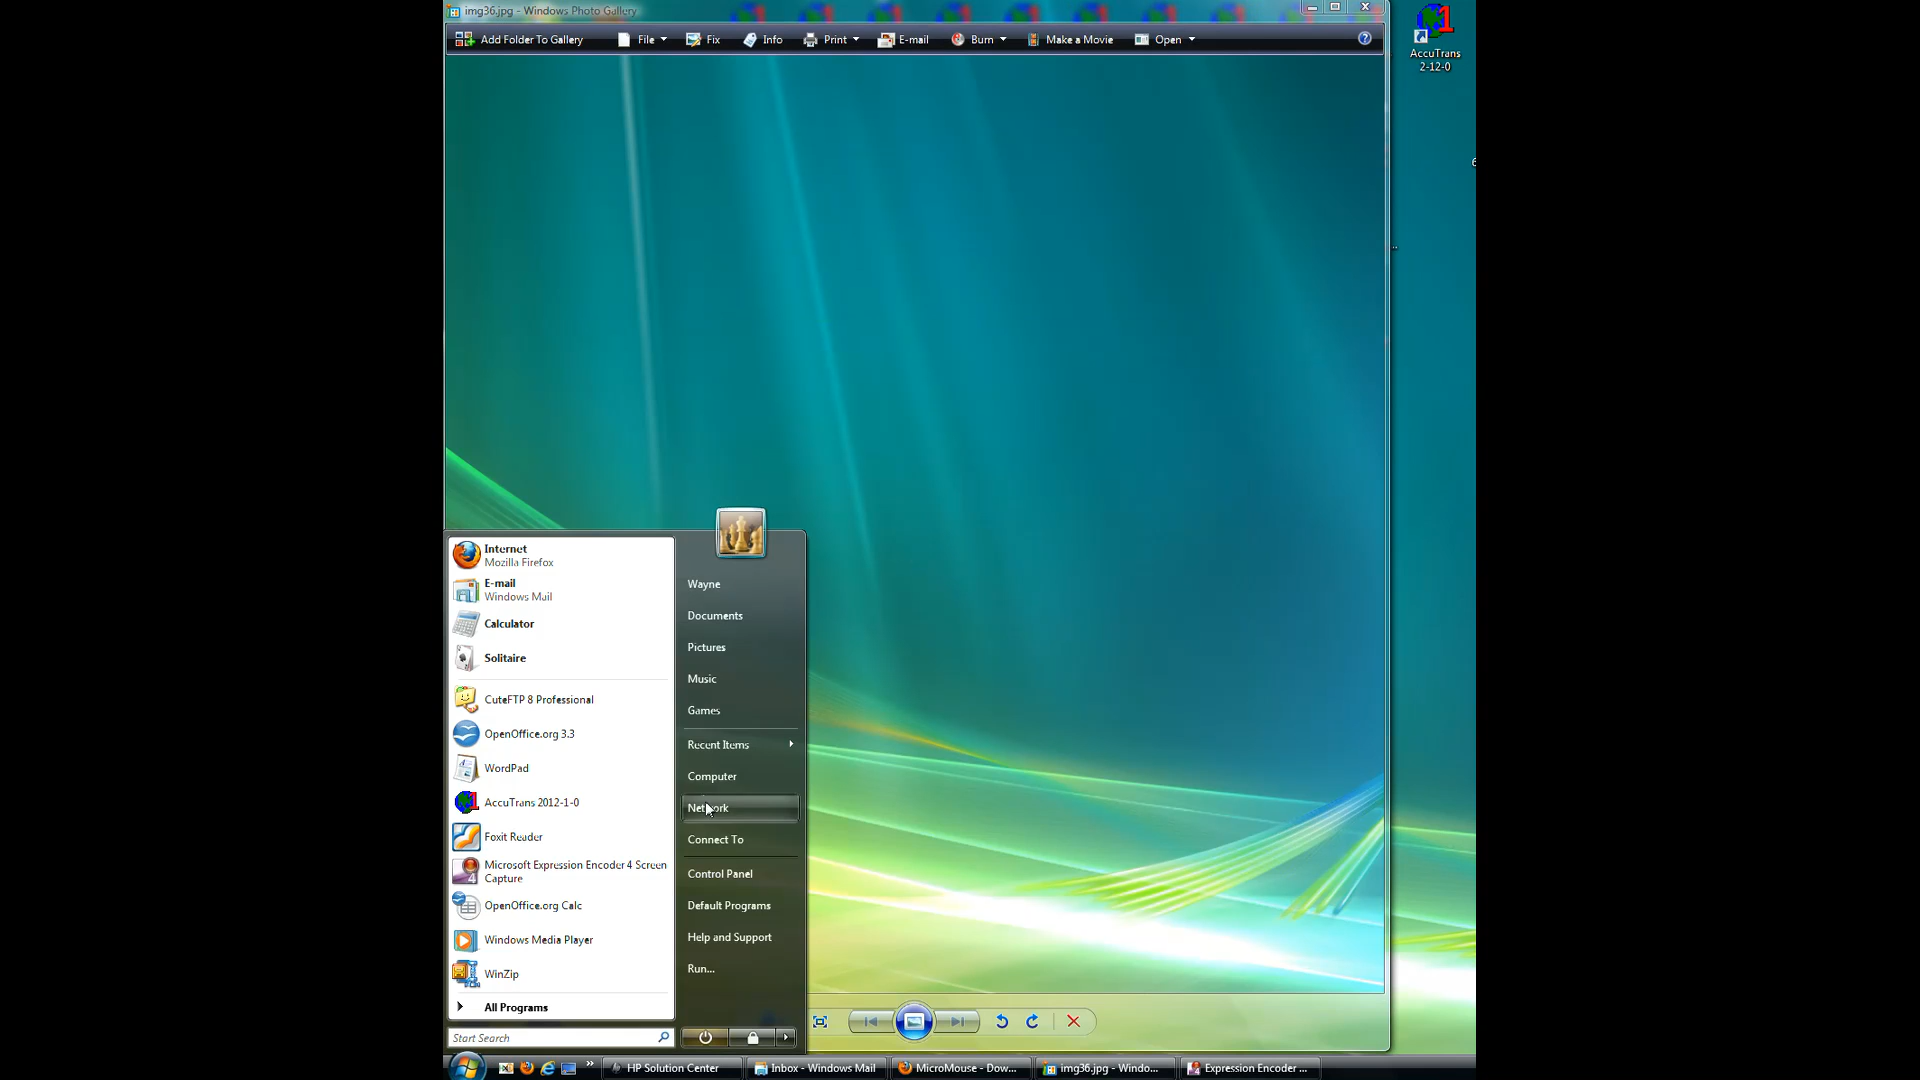 img36.jpg - Windows Photo Gallery
Add Folder To Gallery File Fix Info Print E-mail Burn Make a Movie Open
AccuTrans
2-12-0
Internet
Mozilla Firefox
E-mail
Windows Mail
Calculator
Solitaire
CuteFTP 8 Professional
OpenOffice.org 3.3
WordPad
AccuTrans 2012-1-0
Foxit Reader
Microsoft Expression Encoder 4 Screen
Capture
OpenOffice.org Calc
Windows Media Player
WinZip
All Programs
Start Search
Wayne
Documents
Pictures
Music
Games
Recent Items
Computer
Network
Connect To
Control Panel
Default Programs
Help and Support
Run...
HP Solution Center Inbox - Windows Mail MicroMouse - Dow... img36.jpg - Windo... Expression Encoder ...